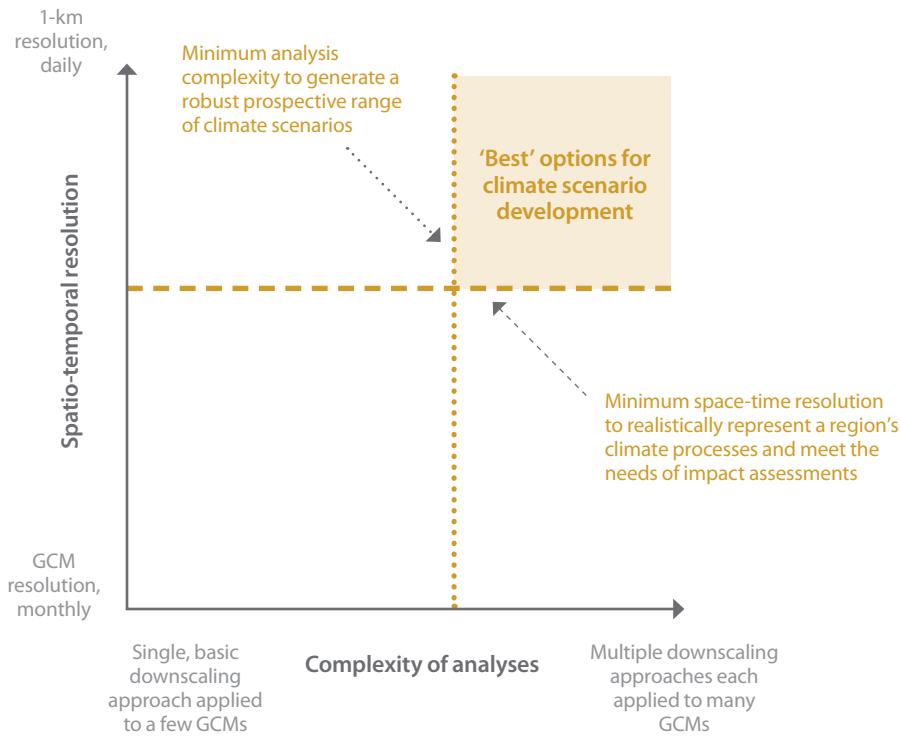 1-km
resolution,
daily
Minimum analysis
complexity to generate a
robust prospective range
of climate scenarios
‘Best’ options for
climate scenario
development
Spatio-temporal resolution
Minimum space-time resolution
to realistically represent a region’s
climate processes and meet the
needs of impact assessments
GCM
resolution,
monthly
Single, basic
downscaling
approach applied
to a few GCMs
Complexity of analyses
Multiple downscaling
approaches each
applied to many
GCMs